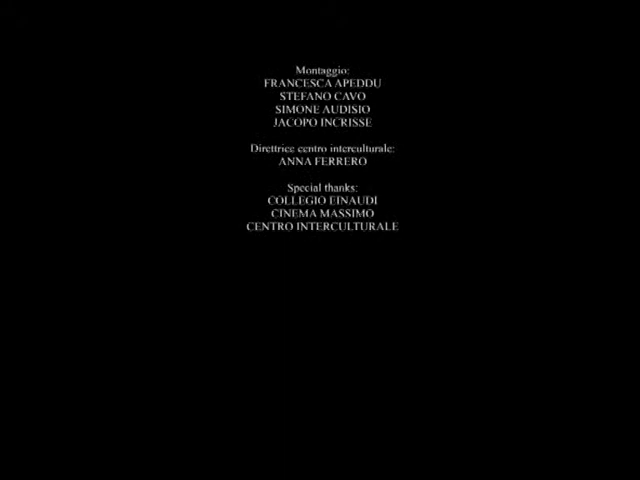 Montaggio:
FRANCESCA APEDDU
STEFANO CAVO
SIMONE AUDISIO
JACOPO INCRISSE
Direttrice centro interculturale:
ANNA FERRERO
Special thanks:
COLLEGIO EINAUDI
CINEMA MASSIMO
CENTRO INTERCULTURALE